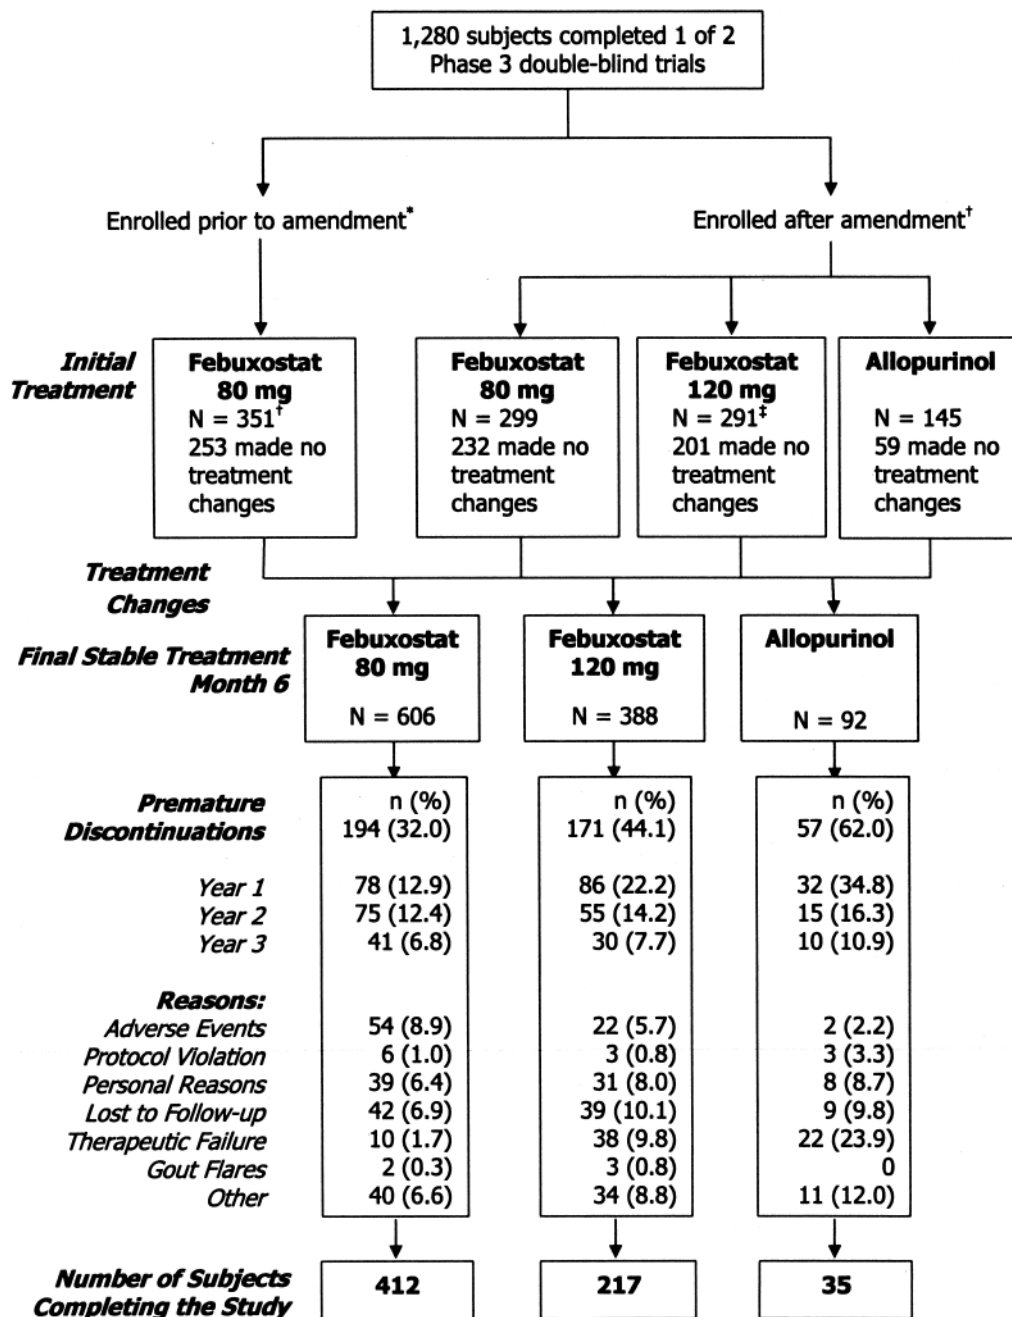 1,280 subjects completed 1 of 2
Phase 3 double-blind trials
Enrolled prior to amendment*
Enrolled after amendment†
Initial
Treatment
Febuxostat
80 mg
N = 351†
253 made no
treatment
changes
Febuxostat
80 mg
N = 299
232 made no
treatment
changes
Febuxostat
120 mg
N = 291‡
201 made no
treatment
changes
Allopurinol
N = 145
59 made no
treatment
changes
Treatment
Changes
Final Stable Treatment
Month 6
Febuxostat
80 mg
N = 606
Febuxostat
120 mg
N = 388
Allopurinol
N = 92
n (%) n (%) n (%)
Premature
Discontinuations 194 (32.0) 171 (44.1) 57 (62.0)
Year 1 78 (12.9) 86 (22.2) 32 (34.8)
Year 2 75 (12.4) 55 (14.2) 15 (16.3)
Year 3 41 (6.8) 30 (7.7) 10 (10.9)
Reasons:
Adverse Events 54 (8.9) 22 (5.7) 2 (2.2)
Protocol Violation 6 (1.0) 3 (0.8) 3 (3.3)
Personal Reasons 39 (6.4) 31 (8.0) 8 (8.7)
Lost to Follow-up 42 (6.9) 39 (10.1) 9 (9.8)
Therapeutic Failure 10 (1.7) 38 (9.8) 22 (23.9)
Gout Flares 2 (0.3) 3 (0.8) 0
Other 40 (6.6) 34 (8.8) 11 (12.0)
Number of Subjects
Completing the Study
412 217 35